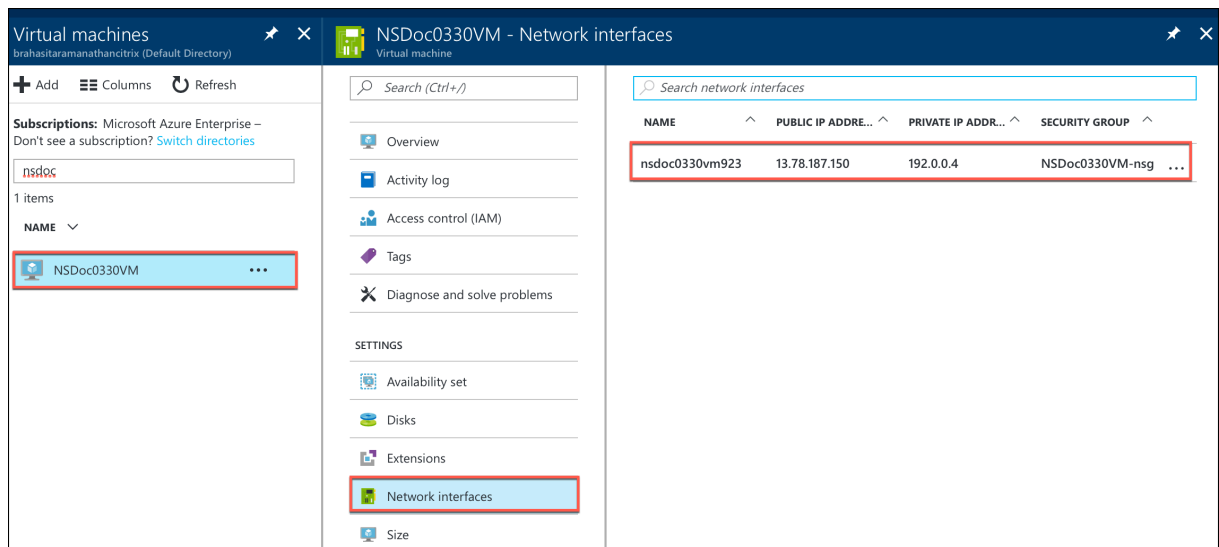 Virtual machines
brahasitaramanathancitrix (Default Directory)
Add Columns Refresh
Subscriptions: Microsoft Azure Enterprise –
Don't see a subscription? Switch directories
nsdoc
1 items
NAME
NSDoc0330VM
NSDoc0330VM - Network interfaces
Virtual machine
Search (Ctrl+/)
Overview
Activity log
Access control (IAM)
Tags
Diagnose and solve problems
SETTINGS
Availability set
Disks
Extensions
Network interfaces
Size
Search network interfaces
NAME PUBLIC IP ADDRE... PRIVATE IP ADDR... SECURITY GROUP
nsdoc0330vm923 13.78.187.150 192.0.0.4 NSDoc0330VM-nsg ...